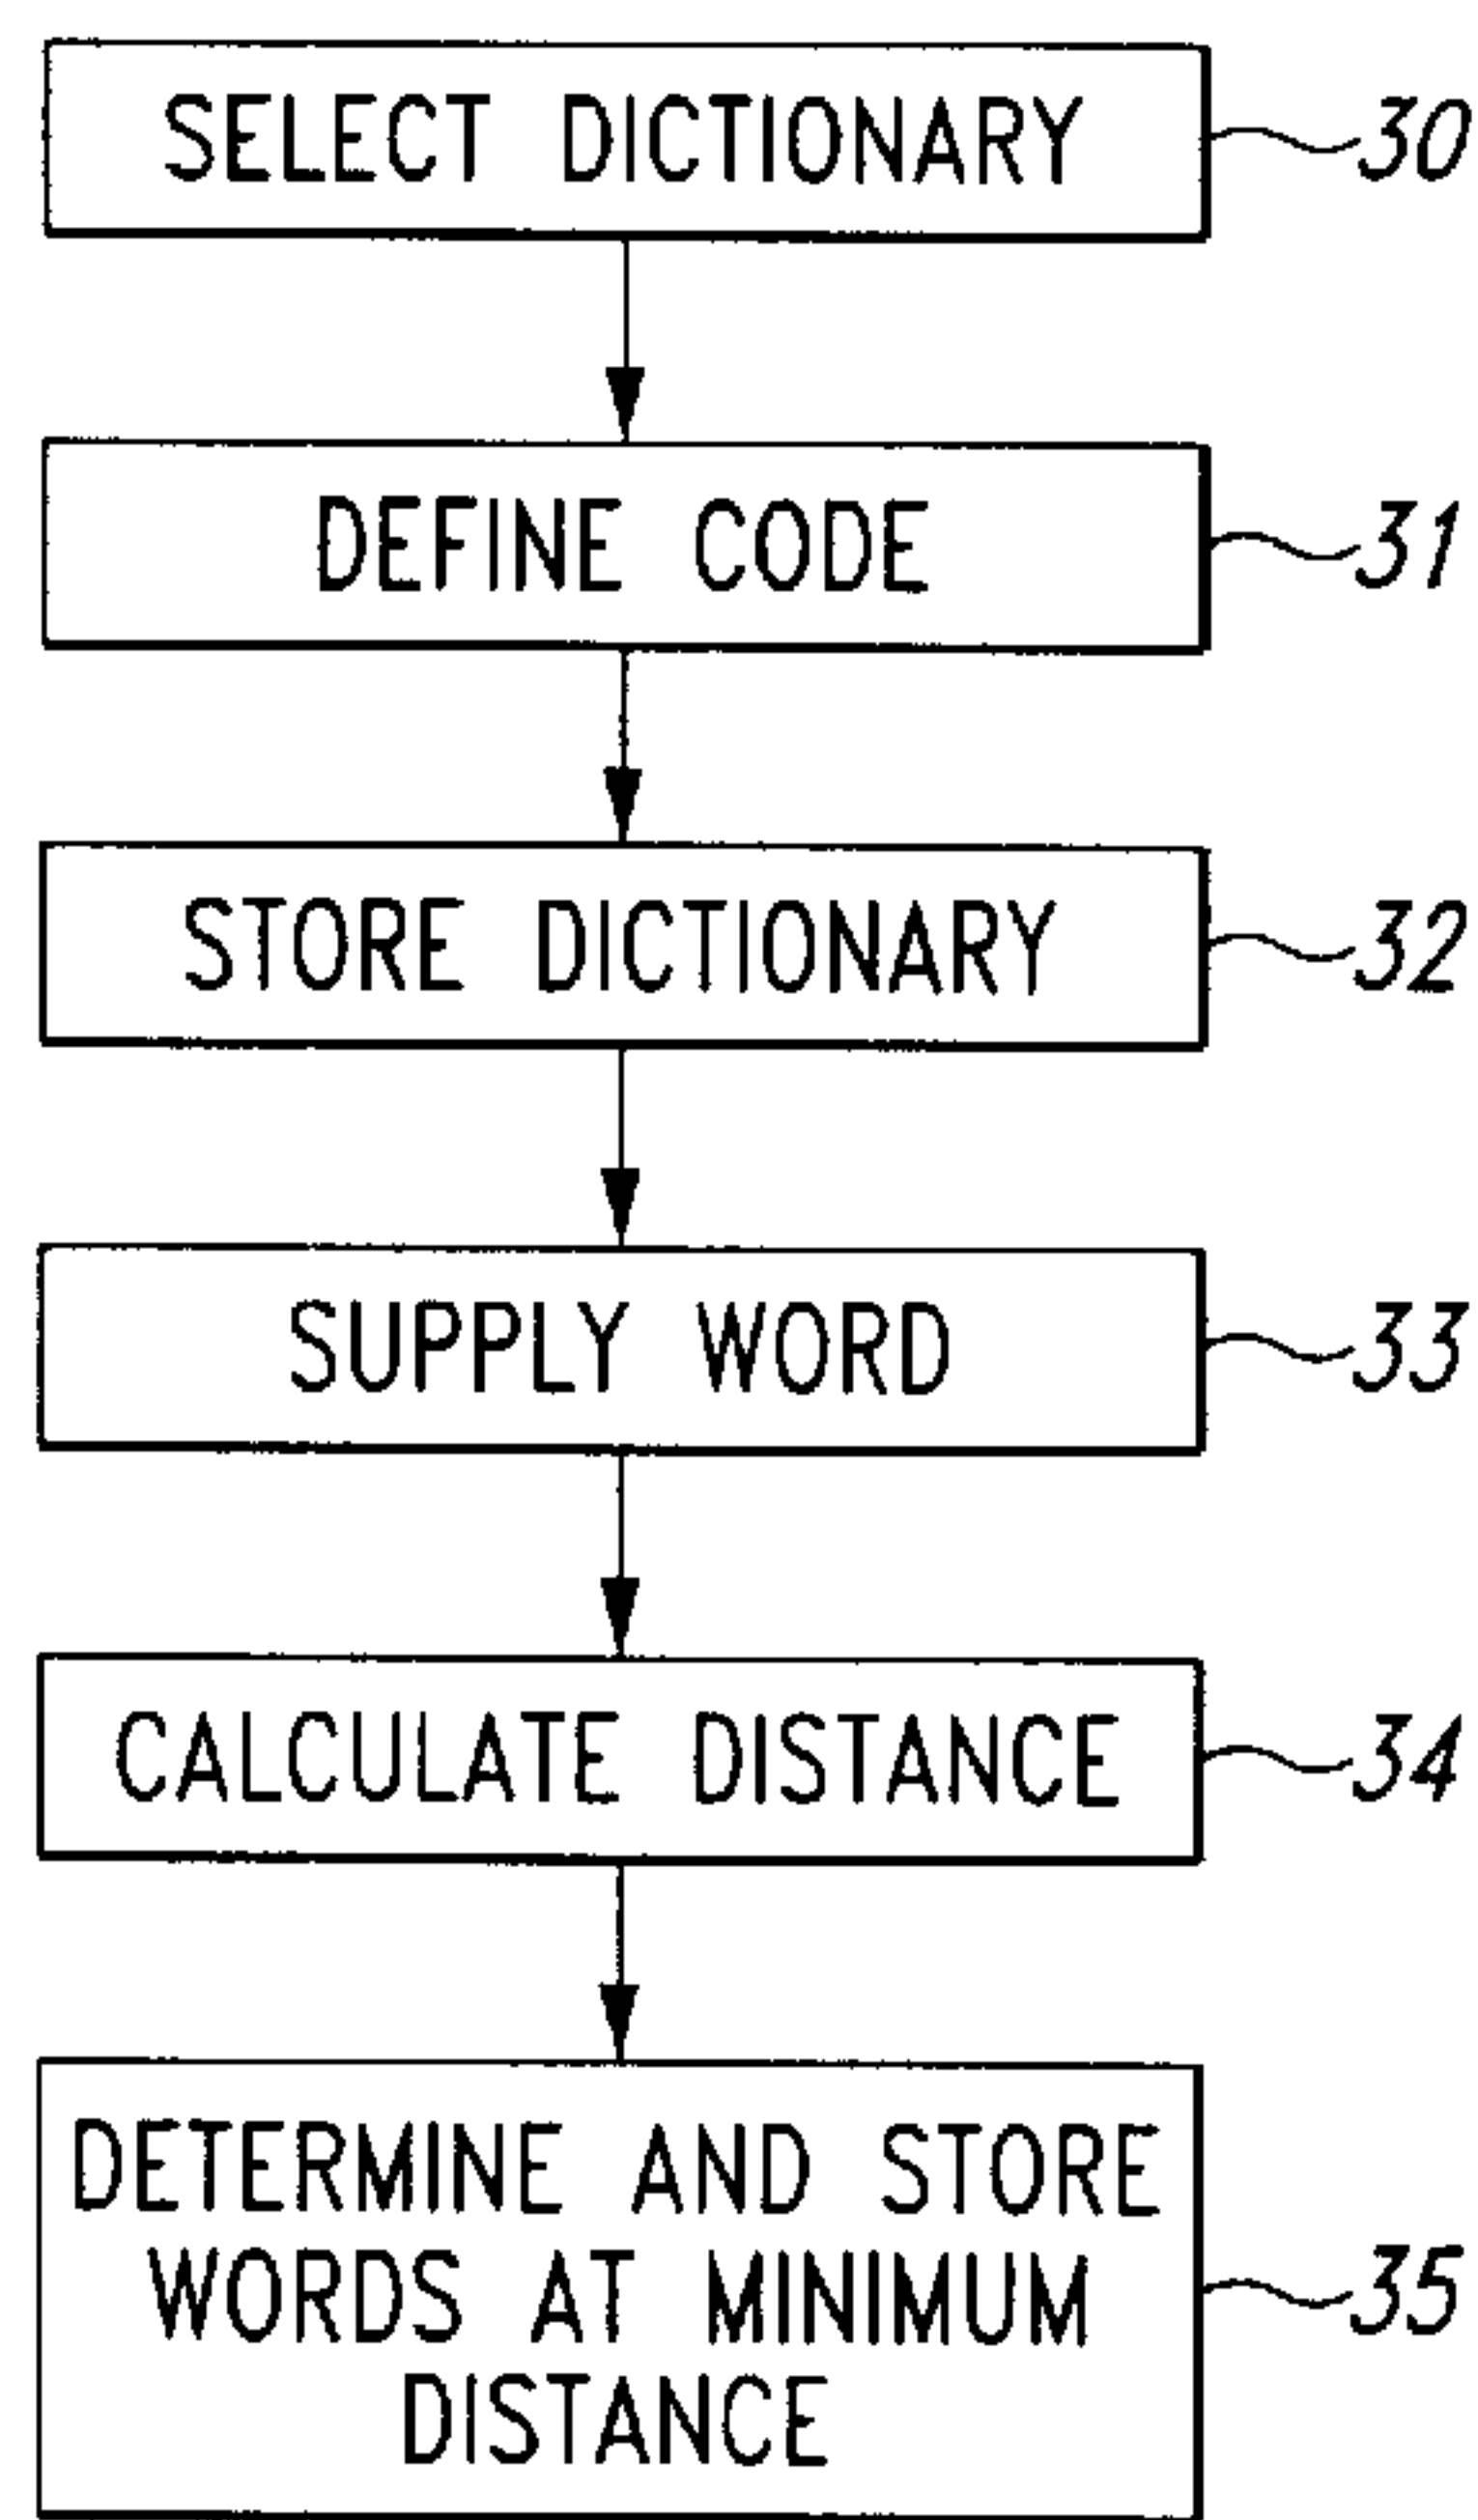 SELECT DICTIONARY 30
DEFINE CODE 31
STORE DICTIONARY 32
SUPPLY WORD 33
CALCULATE DISTANCE 34
DETERMINE AND STORE
WORDS AT MINIMUM 35
DISTANCE